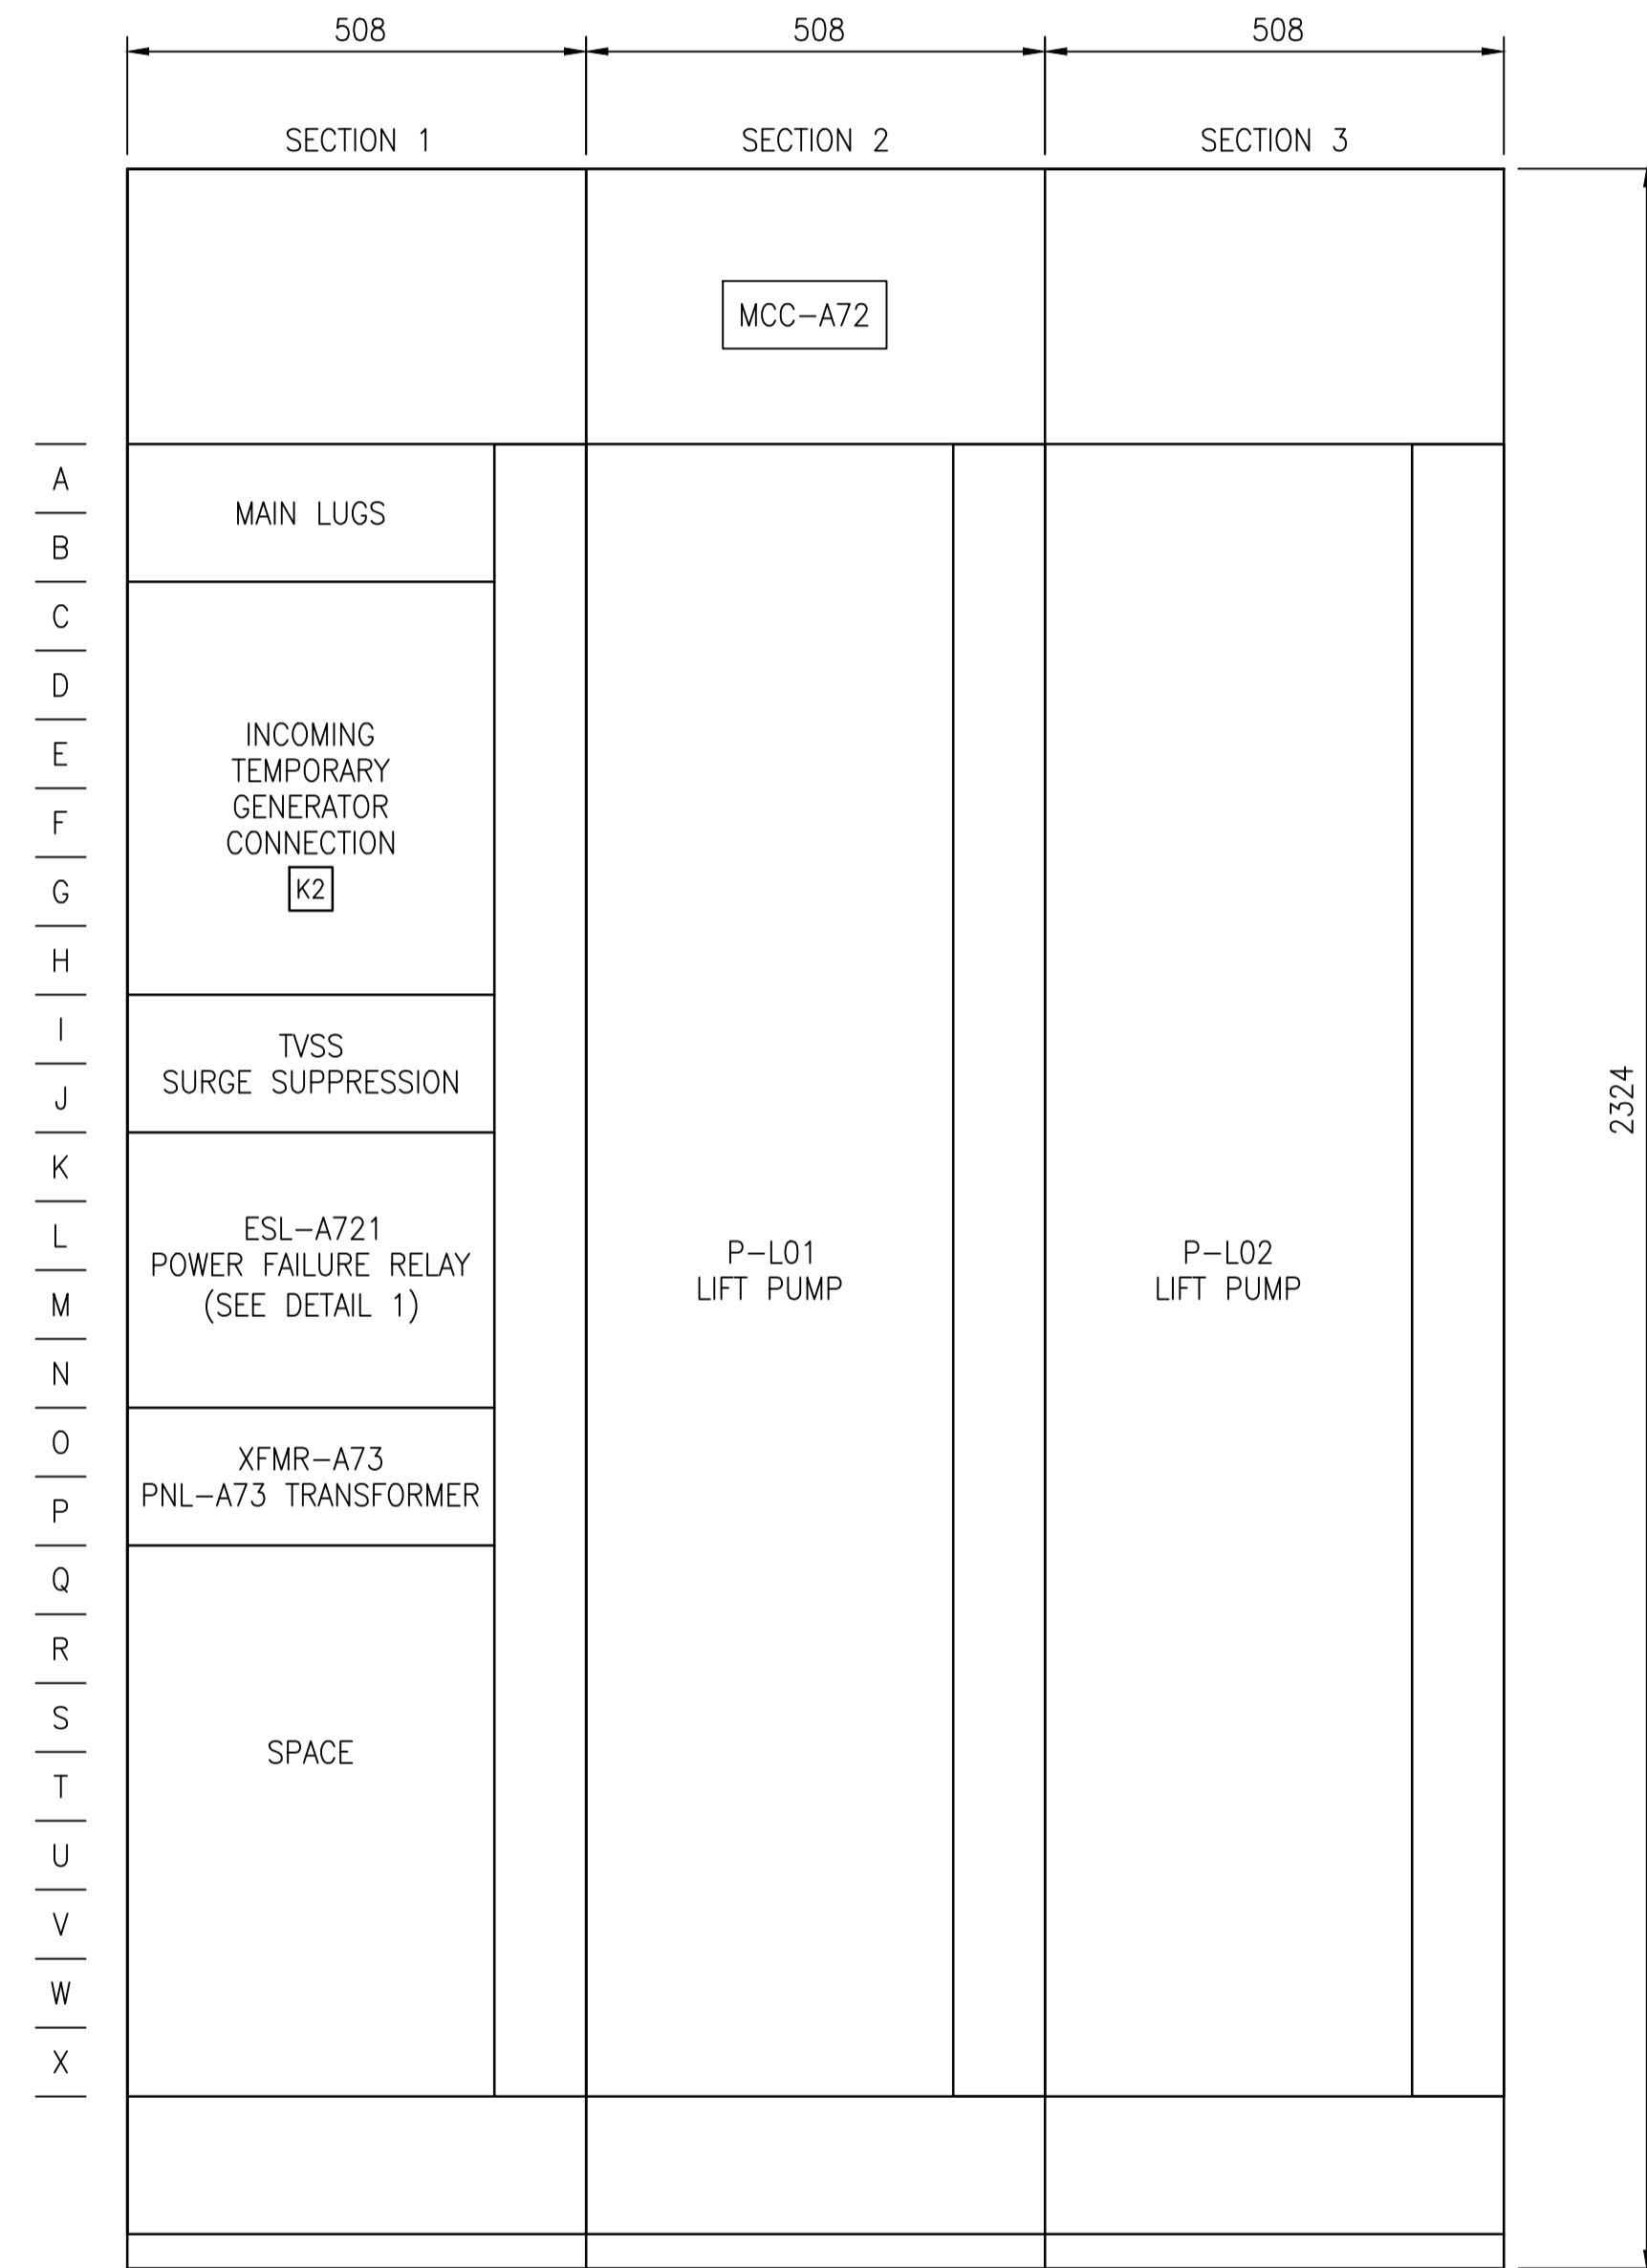 508 508 508
SECTION 1 SECTION 2 SECTION 3
MCC-A72
A
B
C
D
E
F
G
H
I
J
K
L
M
N
O
P
Q
R
S
T
U
V
W
X
MAIN LUGS
INCOMING
TEMPORARY
GENERATOR
CONNECTION
K2
TVSS
SURGE SUPPRESSION
ESL-A721
POWER FAILURE RELAY
(SEE DETAIL 1)
XFMR-A73
PNL-A73 TRANSFORMER
SPACE
P-L01
LIFT PUMP
P-L02
LIFT PUMP
2324